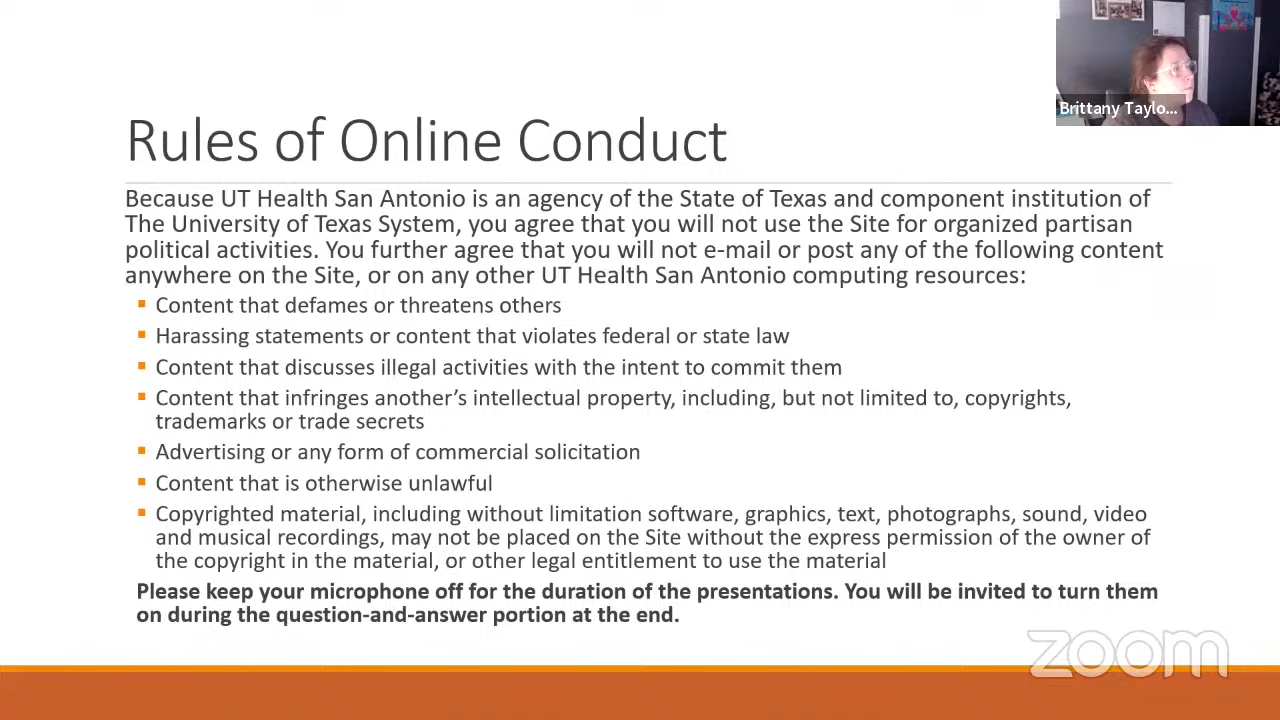 Brittany Taylo...
Rules of Online Conduct
Because UT Health San Antonio is an agency of the State of Texas and component institution of
The University of Texas System, you agree that you will not use the Site for organized partisan
political activities. You further agree that you will not e-mail or post any of the following content
anywhere on the Site, or on any other UT Health San Antonio computing resources:
▪ Content that defames or threatens others
▪ Harassing statements or content that violates federal or state law
▪ Content that discusses illegal activities with the intent to commit them
▪ Content that infringes another’s intellectual property, including, but not limited to, copyrights,
trademarks or trade secrets
▪ Advertising or any form of commercial solicitation
▪ Content that is otherwise unlawful
▪ Copyrighted material, including without limitation software, graphics, text, photographs, sound, video
and musical recordings, may not be placed on the Site without the express permission of the owner of
the copyright in the material, or other legal entitlement to use the material
Please keep your microphone off for the duration of the presentations. You will be invited to turn them
on during the question-and-answer portion at the end.
zoom